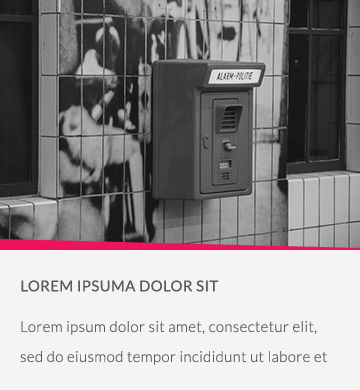 ALARM-POLITIE
LOREM IPSUMA DOLOR SIT
Lorem ipsum dolor sit amet, consectetur elit,
sed do eiusmod tempor incididunt ut labore et